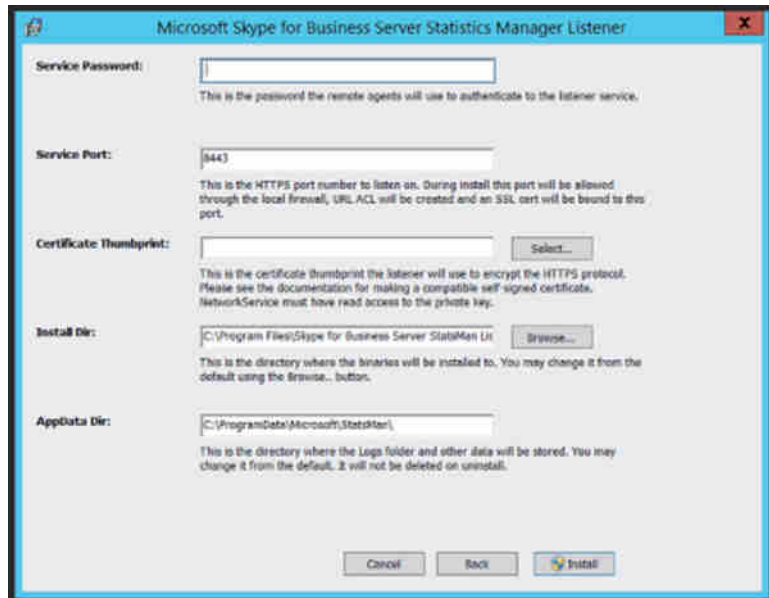 Microsoft Skype for Business Server Statistics Manager Listener
X
Service Password:
This is the password the remote agents will use to authenticate to the listener service.
Service Port:
8443
This is the HTTPS port number to listen on. During install this port will be allowed
through the local firewall, URL ACL will be created and an SSL cert will be bound to this
port.
Certificate Thumbprint:
Select...
This is the certificate thumbprint the listener will use to encrypt the HTTPS protocol.
Please see the documentation for making a compatible self-signed certificate.
NetworkService must have read access to the private key.
Install Dir:
C:\Program Files\Skype for Business Server StatsMan Lis
Browse...
This is the directory where the binaries will be installed to. You may change it from the
default using the Browse.. button.
AppData Dir:
C:\ProgramData\Microsoft\StatsMan\
This is the directory where the Logs folder and other data will be stored. You may
change it from the default. It will not be deleted on uninstall.
Cancel
Back
Install